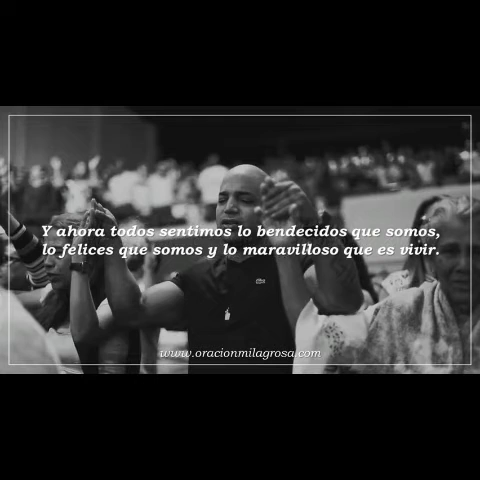 Y ahora todos sentimos lo bendecidos que somos,
lo felices que somos y lo maravilloso que es vivir.
www.oracionmilagrosa.com